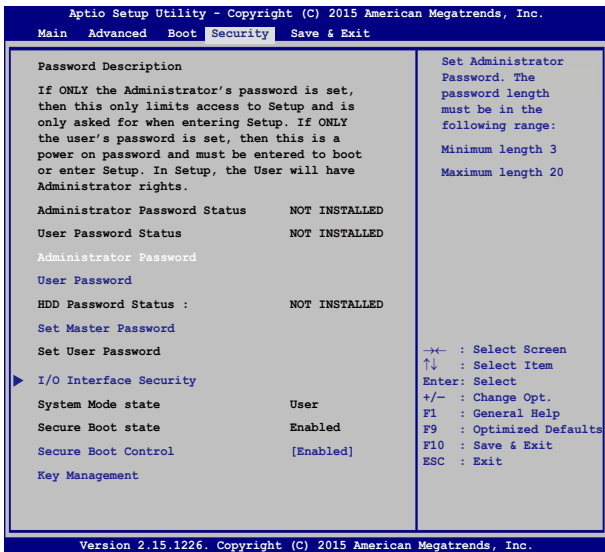 Aptio Setup Utility - Copyright (C) 2015 American Megatrends, Inc.
Main Advanced Boot Security Save & Exit
Password Description
If ONLY the Administrator's password is set,
then this only limits access to Setup and is
only asked for when entering Setup. If ONLY
the user's password is set, then this is a
power on password and must be entered to boot
or enter Setup. In Setup, the User will have
Administrator rights.
Administrator Password Status NOT INSTALLED
User Password Status NOT INSTALLED
Administrator Password
User Password
HDD Password Status : NOT INSTALLED
Set Master Password
Set User Password
I/O Interface Security
System Mode state User
Secure Boot state Enabled
Secure Boot Control [Enabled]
Key Management
Set Administrator
Password. The
password length
must be in the
following range:
Minimum length 3
Maximum length 20
→← : Select Screen
↑↓ : Select Item
Enter: Select
+/— : Change Opt.
F1 : General Help
F9 : Optimized Defaults
F10 : Save & Exit
ESC : Exit
Version 2.15.1226. Copyright (C) 2015 American Megatrends, Inc.